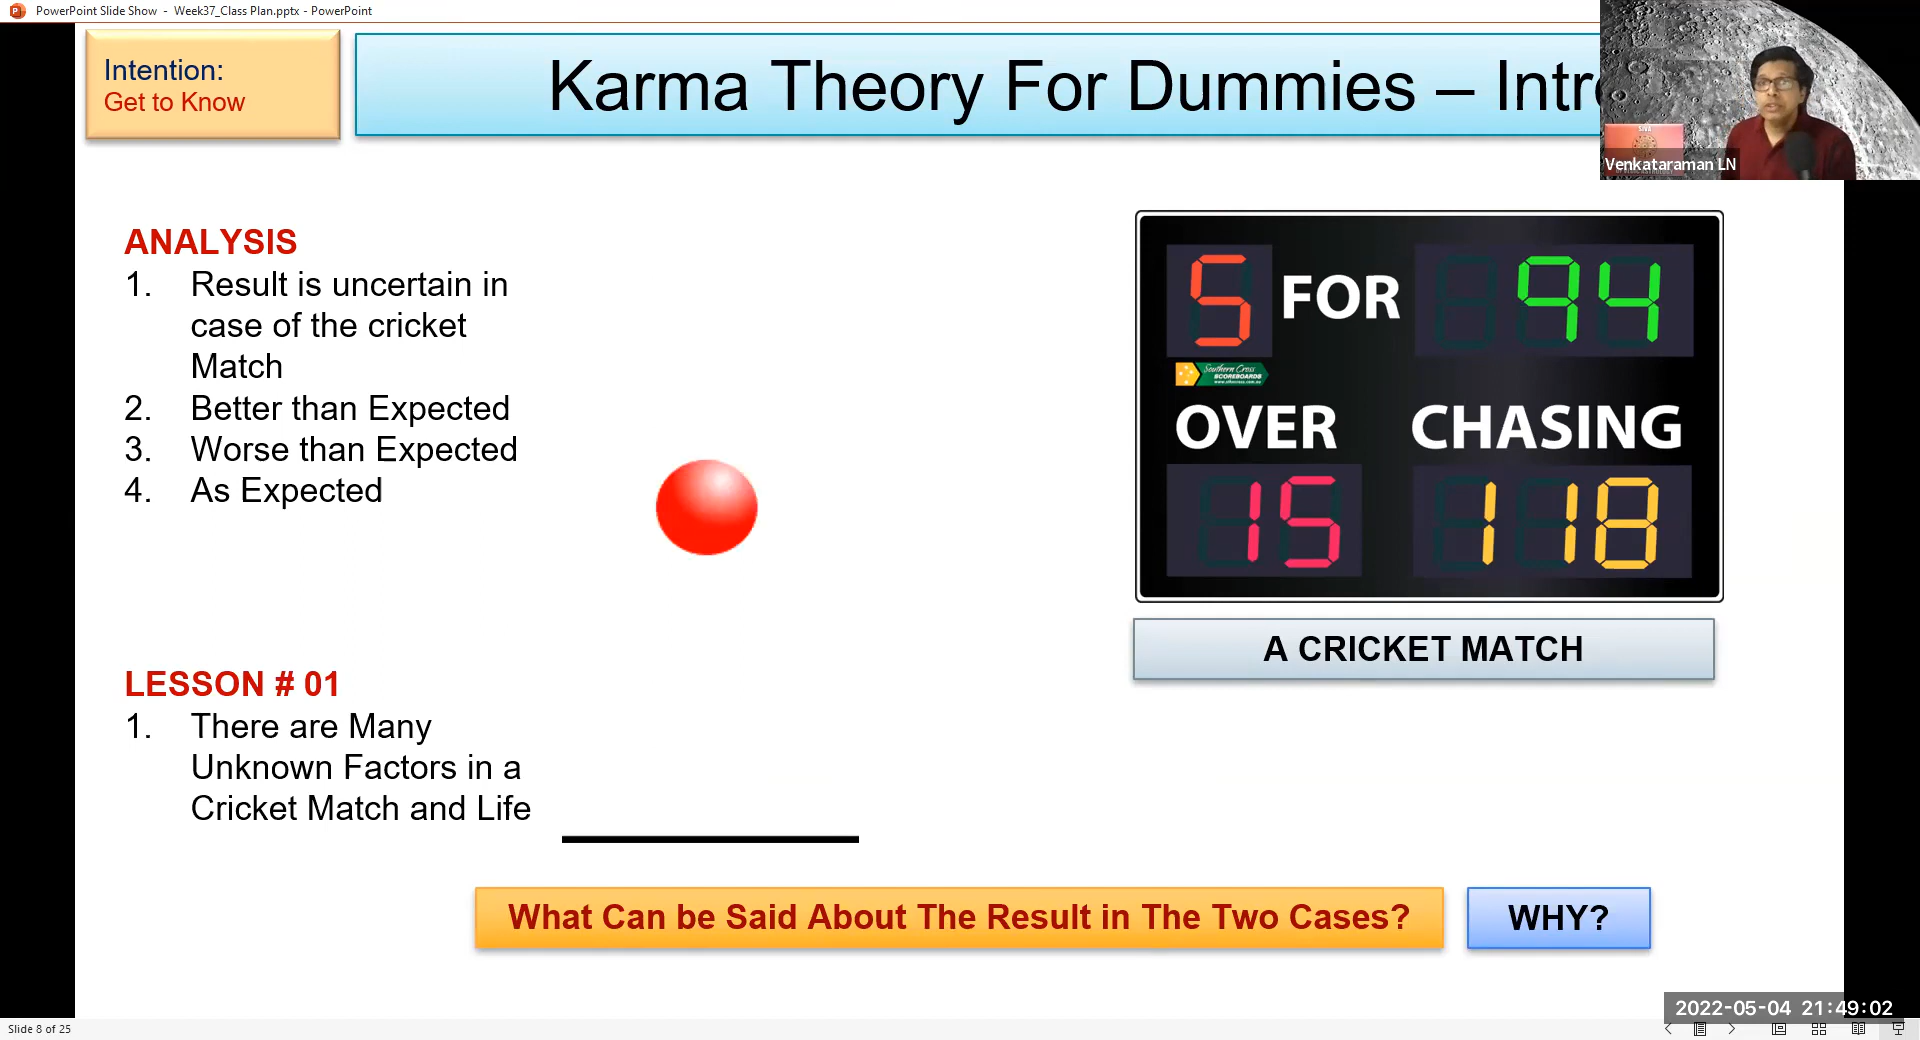 PowerPoint Slide Show - Week37_Class Plan.pptx - PowerPoint
Intention:
Get to Know
Karma Theory For Dummies – Intr
Venkataraman LN
ANALYSIS
1. Result is uncertain in
case of the cricket
Match
2. Better than Expected
3. Worse than Expected
4. As Expected
LESSON # 01
1. There are Many
Unknown Factors in a
Cricket Match and Life
5 FOR 94
Southern Cross
SCOREBOARDS
OVER CHASING
15 118
A CRICKET MATCH
What Can be Said About The Result in The Two Cases?
WHY?
2022-05-04 21:49:02
Slide 8 of 25